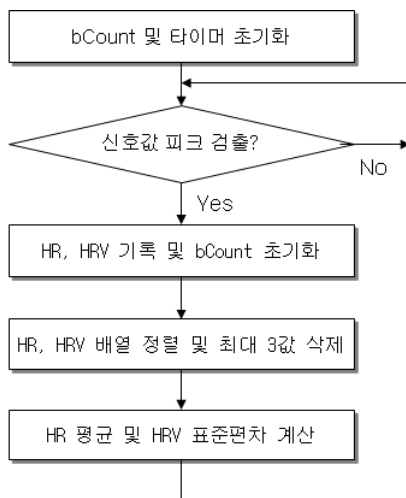 bCount 및 타이머 초기화
신호값 피크 검출?
No
Yes
HR, HRV 기록 및 bCount 초기화
HR, HRV 배열 정렬 및 최대 3값 삭제
HR 평균 및 HRV 표준편차 계산